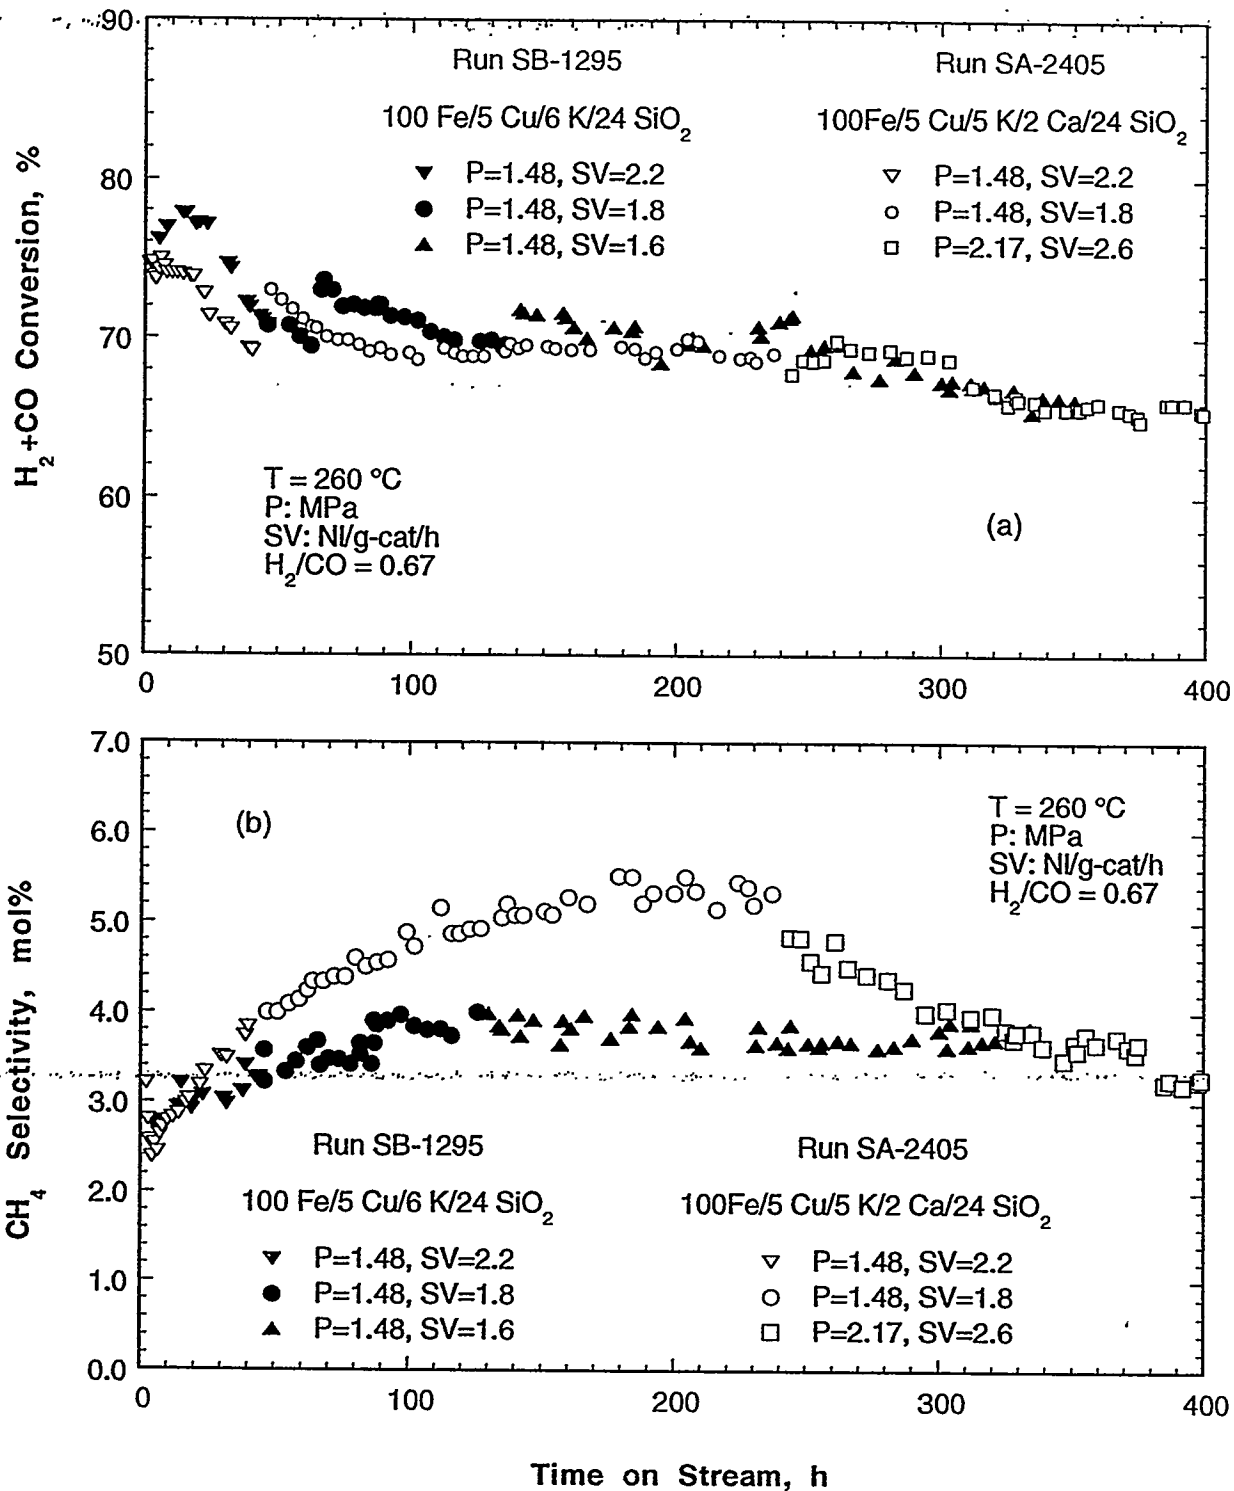 90
80
70
60
50
H2+CO Conversion, %
Run SB-1295
Run SA-2405
100 Fe/5 Cu/6 K/24 SiO2
100Fe/5 Cu/5 K/2 Ca/24 SiO2
▼ P=1.48, SV=2.2
▽ P=1.48, SV=2.2
● P=1.48, SV=1.8
○ P=1.48, SV=1.8
▲ P=1.48, SV=1.6
□ P=2.17, SV=2.6
T = 260 °C
P: MPa
SV: Nl/g-cat/h
H2/CO = 0.67
(a)
0 100 200 300 400
7.0
6.0
5.0
4.0
3.0
2.0
1.0
0.0
CH4 Selectivity, mol%
(b)
T = 260 °C
P: MPa
SV: Nl/g-cat/h
H2/CO = 0.67
Run SB-1295
Run SA-2405
100 Fe/5 Cu/6 K/24 SiO2
100Fe/5 Cu/5 K/2 Ca/24 SiO2
▼ P=1.48, SV=2.2
▽ P=1.48, SV=2.2
● P=1.48, SV=1.8
○ P=1.48, SV=1.8
▲ P=1.48, SV=1.6
□ P=2.17, SV=2.6
0 100 200 300 400
Time on Stream, h